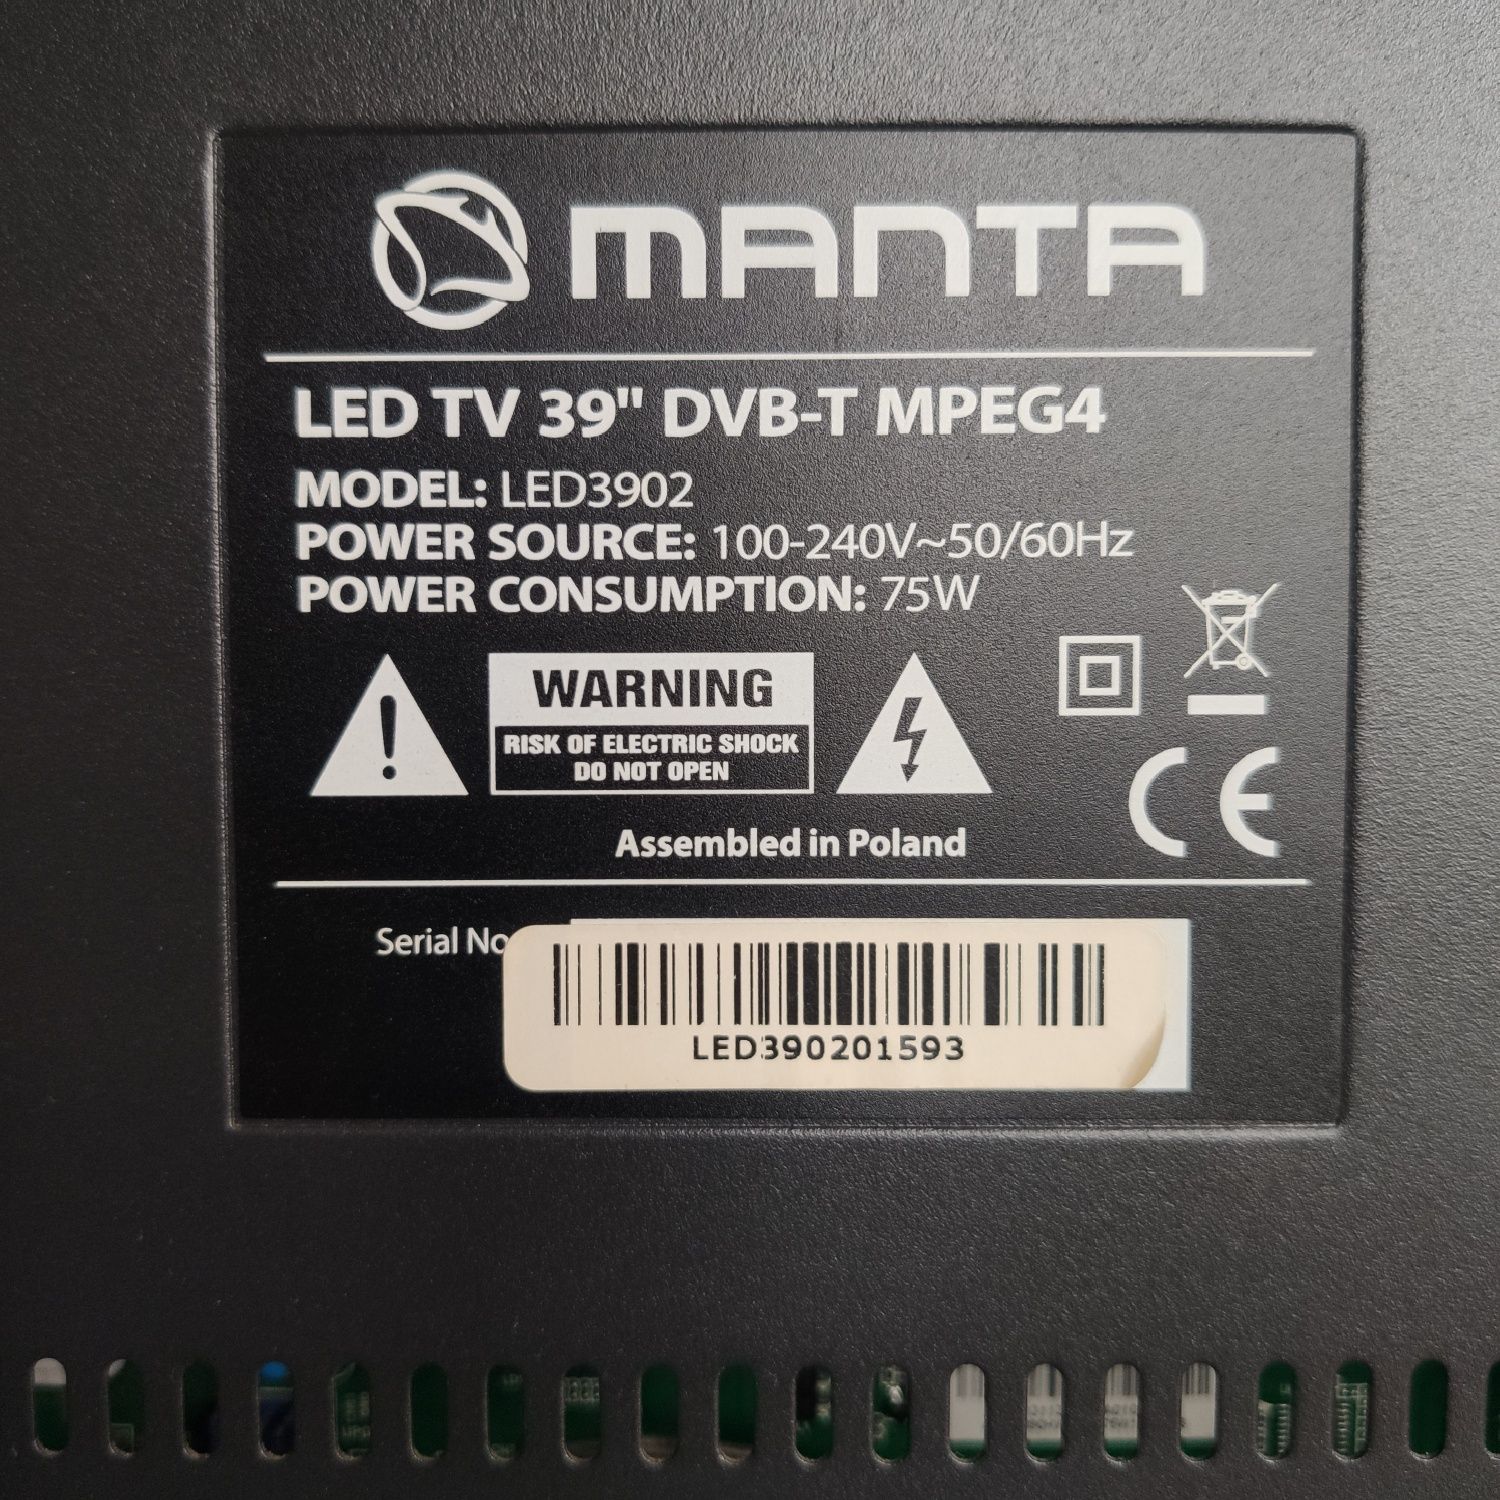 MANTA
LED TV 39" DVB-T MPEG4
MODEL: LED3902
POWER SOURCE: 100-240V~50/60Hz
POWER CONSUMPTION: 75W
WARNING
RISK OF ELECTRIC SHOCK
DO NOT OPEN
CE
Assembled in Poland
Serial No
LED390201593